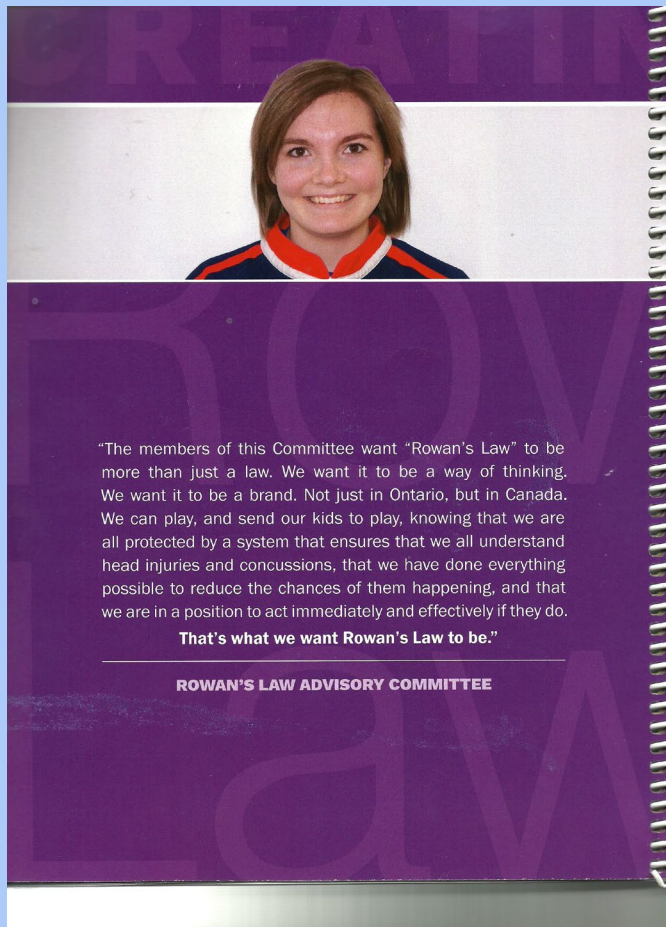 CREATIN
Row
Law
“The members of this Committee want “Rowan’s Law” to be
more than just a law. We want it to be a way of thinking.
We want it to be a brand. Not just in Ontario, but in Canada.
We can play, and send our kids to play, knowing that we are
all protected by a system that ensures that we all understand
head injuries and concussions, that we have done everything
possible to reduce the chances of them happening, and that
we are in a position to act immediately and effectively if they do.
That’s what we want Rowan’s Law to be.”
ROWAN’S LAW ADVISORY COMMITTEE